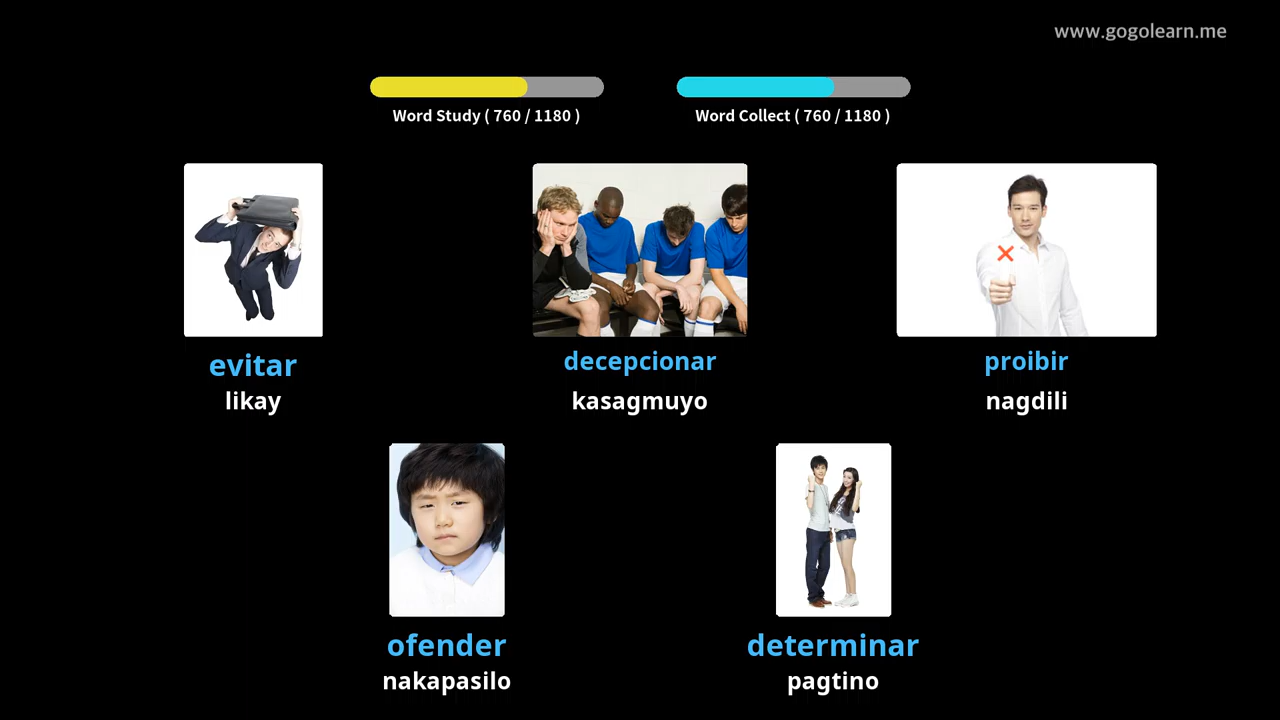 www.gogolearn.me
Word Study ( 760 / 1180 )
Word Collect ( 760 / 1180 )
evitar
likay
decepcionar
kasagmuyo
proibir
nagdili
ofender
nakapasilo
determinar
pagtino